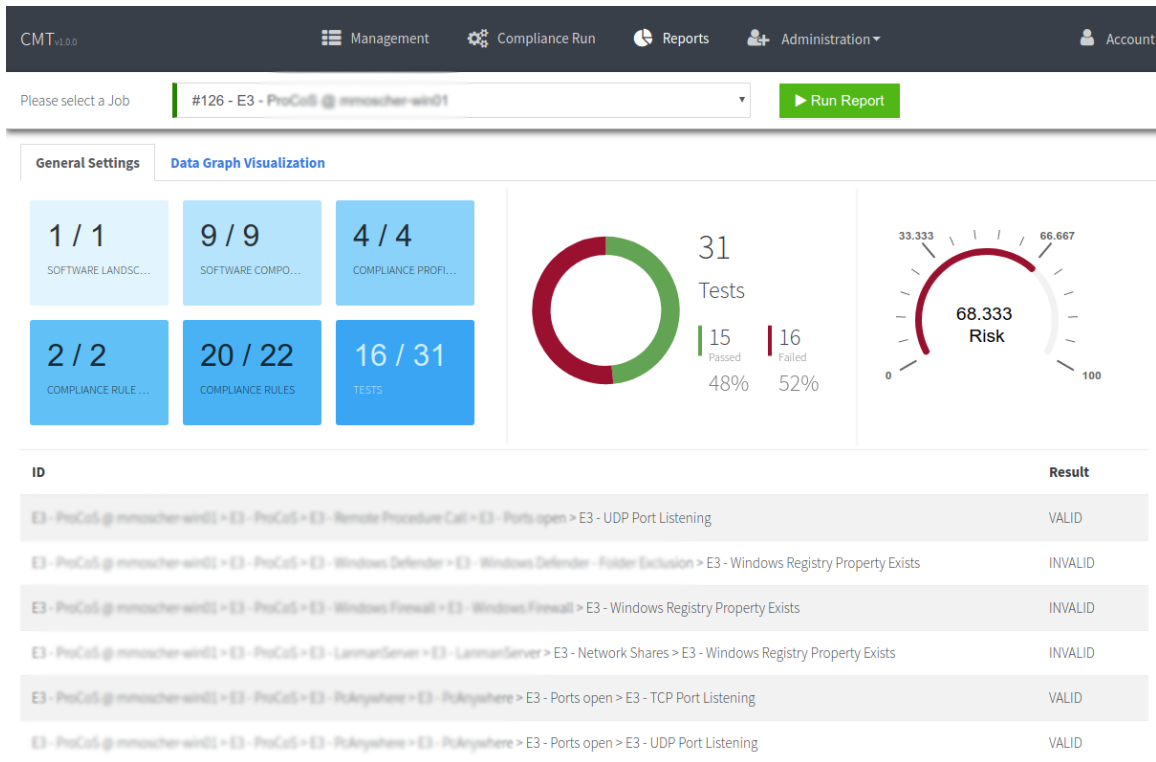 CMT v1.0.0 Management Compliance Run Reports Administration Account
Please select a Job #126 - E3 - ProCoS @ mmoscher-win01 Run Report
General Settings Data Graph Visualization
1 / 1 9 / 9 4 / 4
SOFTWARE LANDSC... SOFTWARE COMPO... COMPLIANCE PROFI...
2 / 2 20 / 22 16 / 31
COMPLIANCE RULE ... COMPLIANCE RULES TESTS
31
Tests
15 16
Passed Failed
48% 52%
33.333 66.667
68.333
Risk
0 100
ID Result
E3 - UDP Port Listening VALID
> E3 - Windows Registry Property Exists INVALID
E3 - > E3 - Windows Registry Property Exists INVALID
> E3 - Network Shares > E3 - Windows Registry Property Exists INVALID
E3 - > E3 - Ports open > E3 - TCP Port Listening VALID
> E3 - Ports open > E3 - UDP Port Listening VALID